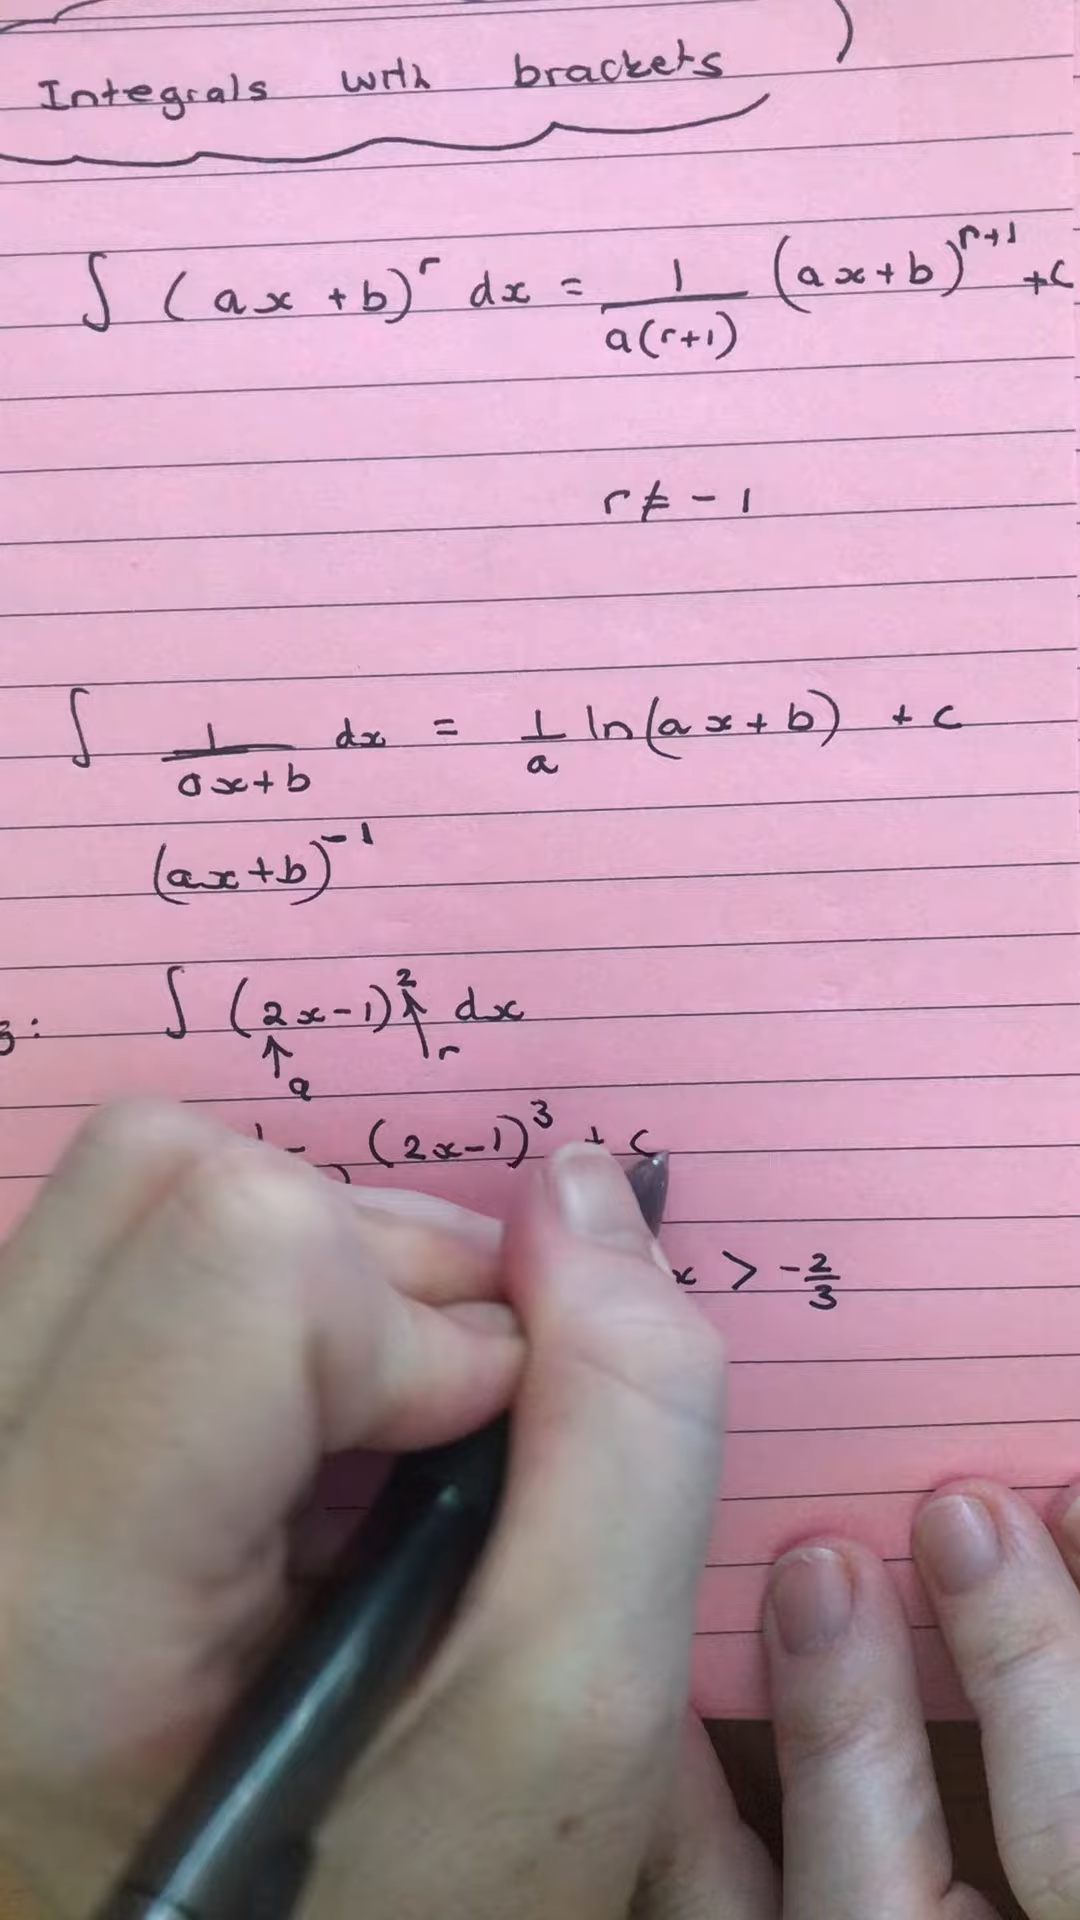 Integrals with brackets
∫ (ax+b)^r dx = 1/(a(r+1)) (ax+b)^(r+1) + c
r ≠ -1
∫ 1/(ax+b) dx = 1/a ln(ax+b) + c
(ax+b)^-1
∫ (2x-1)^2 dx
↑ a ↑ r
(2x-1)^3 + c
x > -2/3